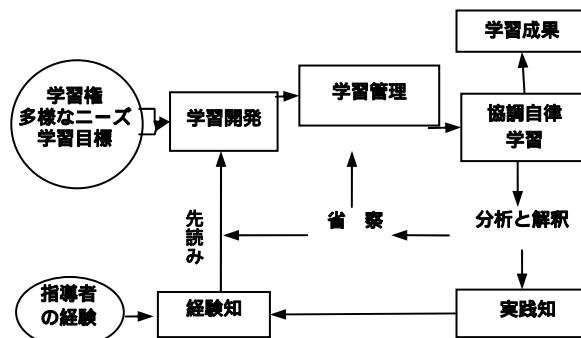 学習成果
学習権
多様なニーズ
学習目標
学習開発
学習管理
協調自律
学習
先読み
省 察
分析と解釈
指導者
の経験
経験知
実践知